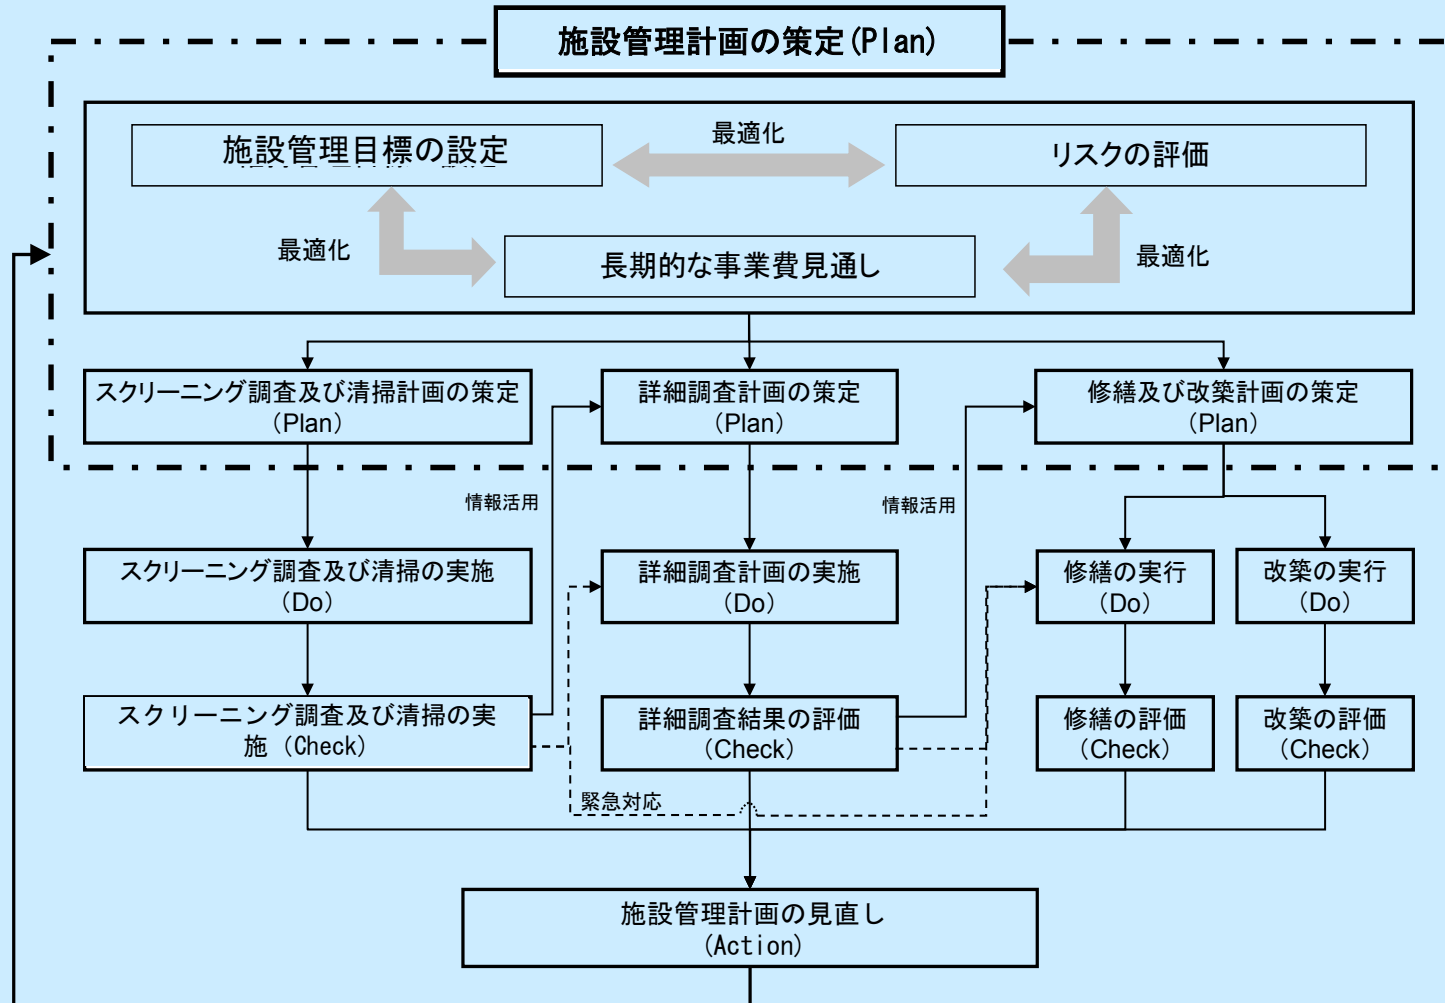 施設管理計画の策定(Plan)
施設管理目標の設定
最適化
リスクの評価
最適化
長期的な事業費見通し
最適化
スクリーニング調査及び清掃計画の策定
(Plan)
詳細調査計画の策定
(Plan)
修繕及び改築計画の策定
(Plan)
情報活用
情報活用
スクリーニング調査及び清掃の実施
(Do)
詳細調査計画の実施
(Do)
修繕の実行
(Do)
改築の実行
(Do)
スクリーニング調査及び清掃の実
施（Check）
詳細調査結果の評価
(Check)
修繕の評価
(Check)
改築の評価
(Check)
緊急対応
施設管理計画の見直し
(Action)